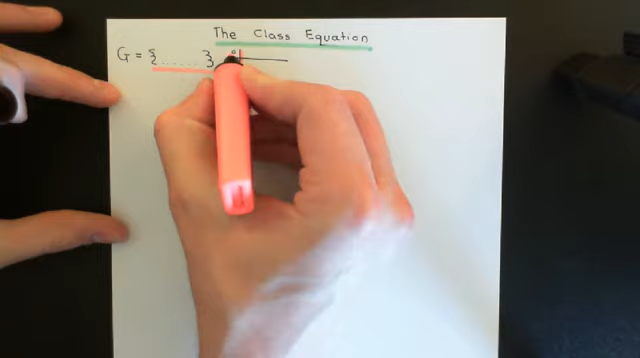 The Class Equation
G = { ...... }